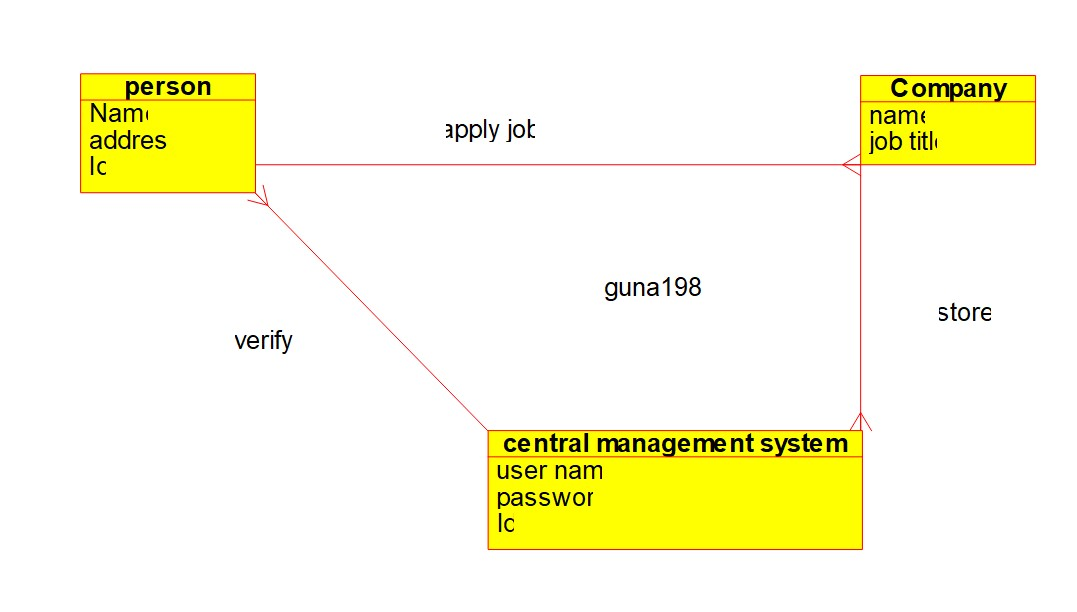 person
Name
addres
Id
Company
name
job title
apply job
guna198
store
verify
central management system
user nam
passwor
Id